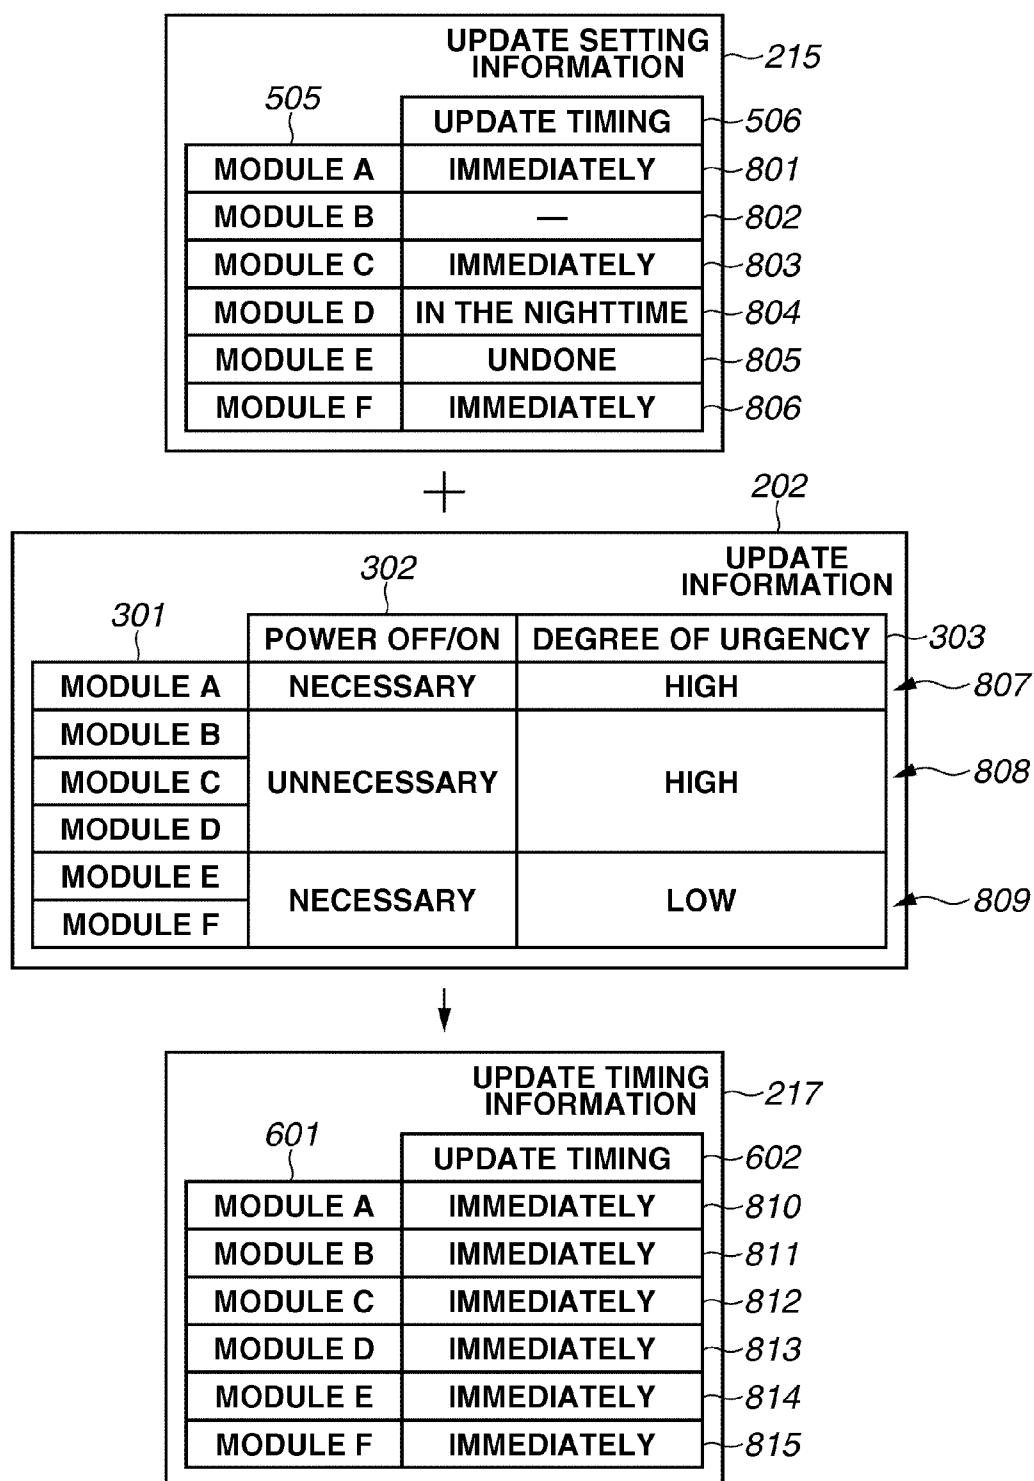 UPDATE SETTING
INFORMATION
215
505
UPDATE TIMING 506
MODULE A IMMEDIATELY 801
MODULE B — 802
MODULE C IMMEDIATELY 803
MODULE D IN THE NIGHTTIME 804
MODULE E UNDONE 805
MODULE F IMMEDIATELY 806
+
202
UPDATE
INFORMATION
302
301
POWER OFF/ON DEGREE OF URGENCY 303
MODULE A NECESSARY HIGH 807
MODULE B
MODULE C UNNECESSARY HIGH 808
MODULE D
MODULE E
NECESSARY LOW 809
MODULE F
UPDATE TIMING
INFORMATION
217
601
UPDATE TIMING 602
MODULE A IMMEDIATELY 810
MODULE B IMMEDIATELY 811
MODULE C IMMEDIATELY 812
MODULE D IMMEDIATELY 813
MODULE E IMMEDIATELY 814
MODULE F IMMEDIATELY 815